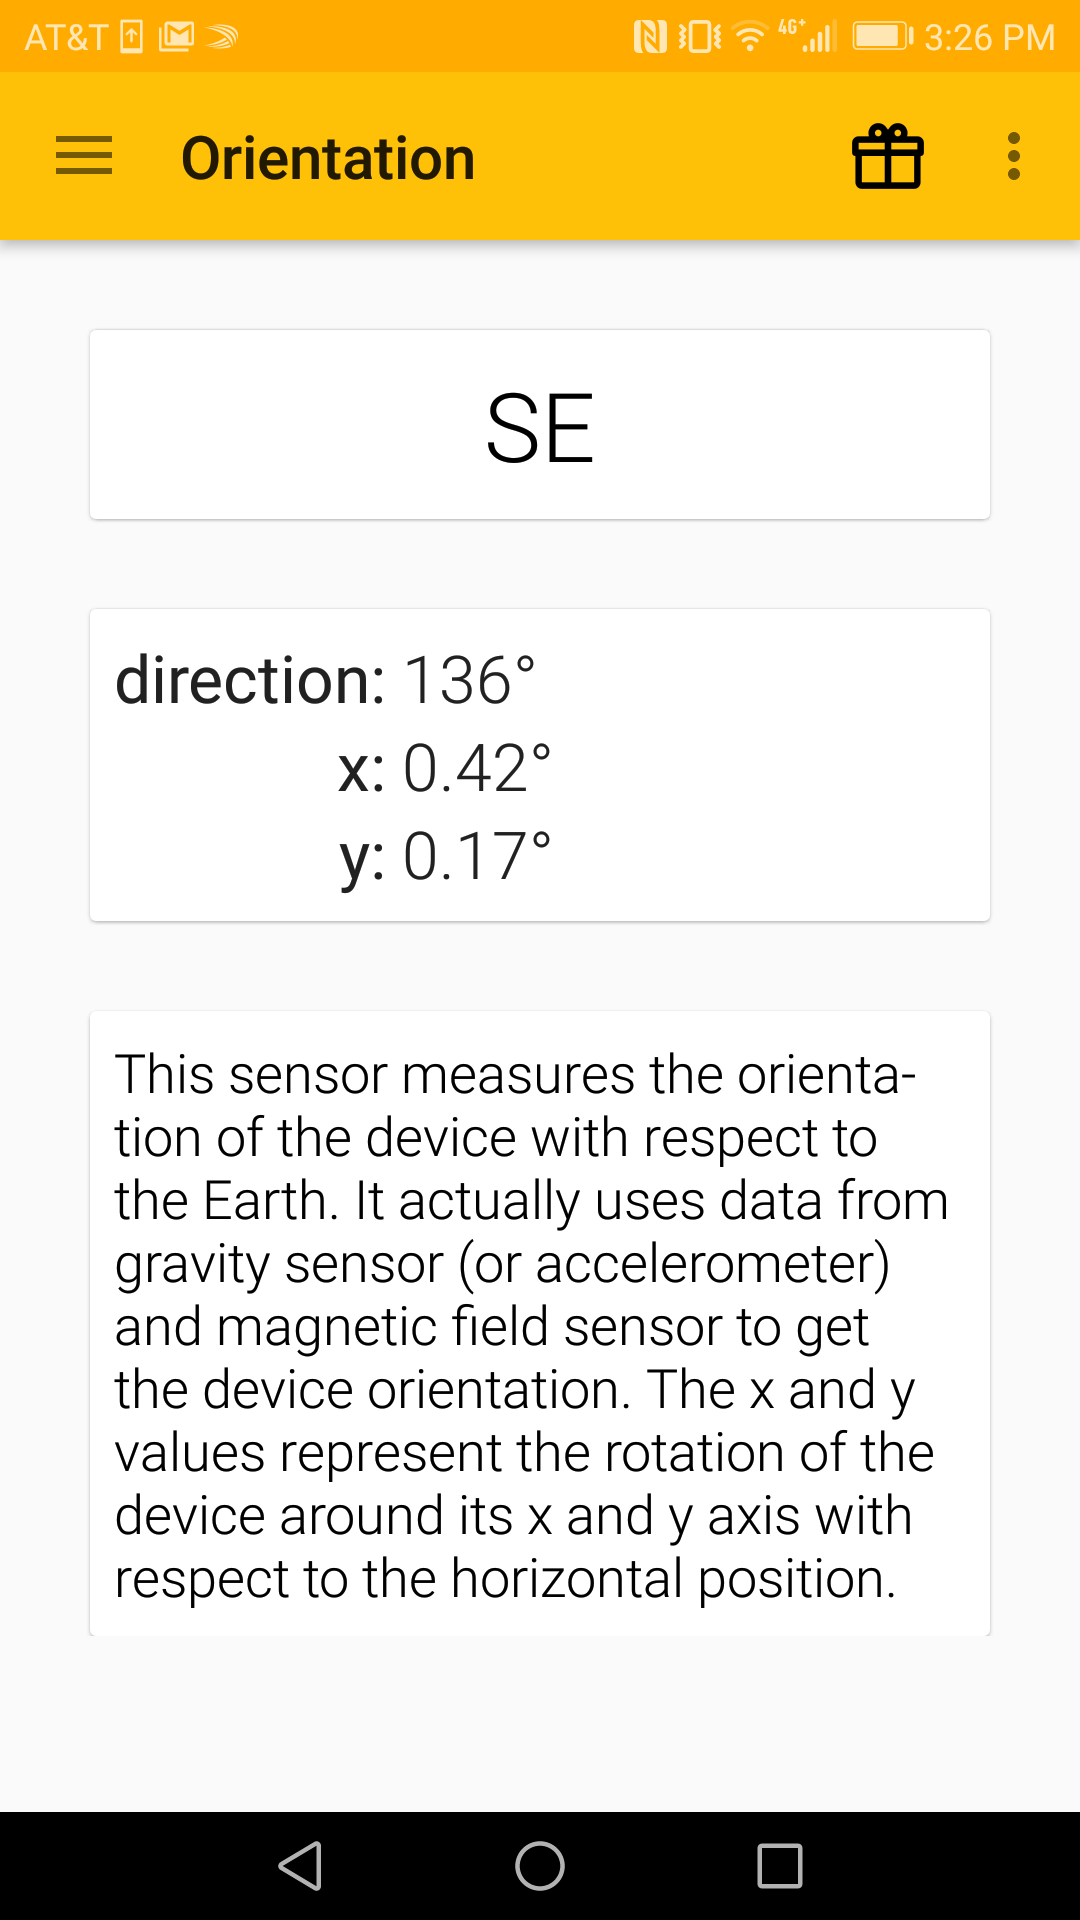 AT&T 4G+ 3:26 PM
Orientation
SE
direction: 136°
x: 0.42°
y: 0.17°
This sensor measures the orienta-
tion of the device with respect to
the Earth. It actually uses data from
gravity sensor (or accelerometer)
and magnetic field sensor to get
the device orientation. The x and y
values represent the rotation of the
device around its x and y axis with
respect to the horizontal position.